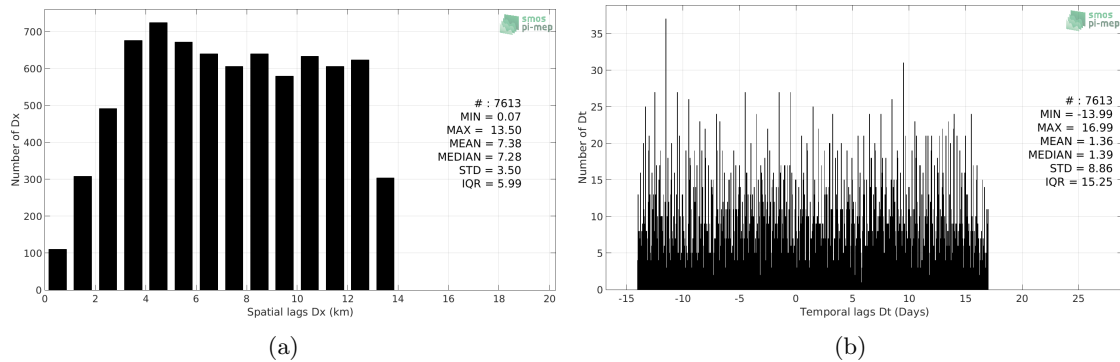 smos
pi-mep
700
600
500
400
300
200
100
0
Number of Dx
# : 7613
MIN = 0.07
MAX = 13.50
MEAN = 7.38
MEDIAN = 7.28
STD = 3.50
IQR = 5.99
0 2 4 6 8 10 12 14 16 18 20
Spatial lags Dx (km)
(a)
smos
pi-mep
35
30
25
20
15
10
5
0
Number of Dt
# : 7613
MIN = -13.99
MAX = 16.99
MEAN = 1.36
MEDIAN = 1.39
STD = 8.86
IQR = 15.25
-15 -10 -5 0 5 10 15 20 25
Temporal lags Dt (Days)
(b)